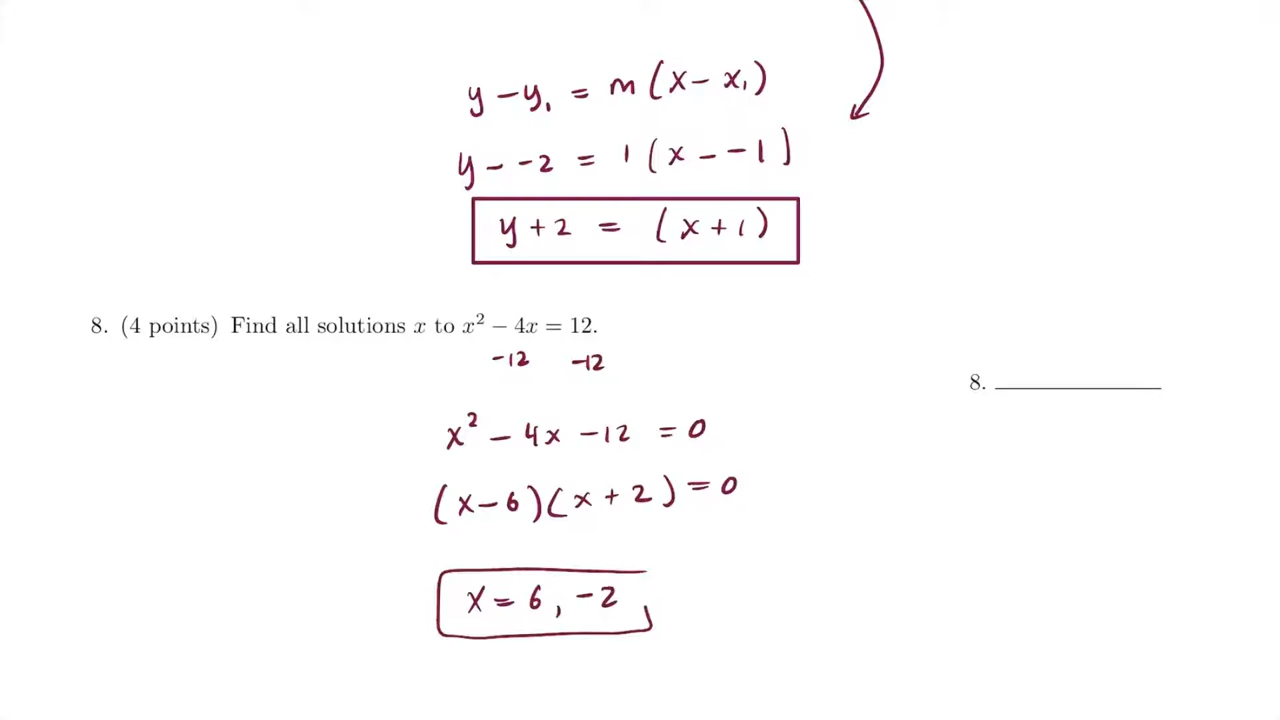 y - y₁ = m(x - x₁)
y - -2 = 1(x - -1)
y + 2 = (x + 1)
8. (4 points) Find all solutions x to x² − 4x = 12.
-12 -12
8. ____________
x² - 4x - 12 = 0
(x - 6)(x + 2) = 0
x = 6, -2